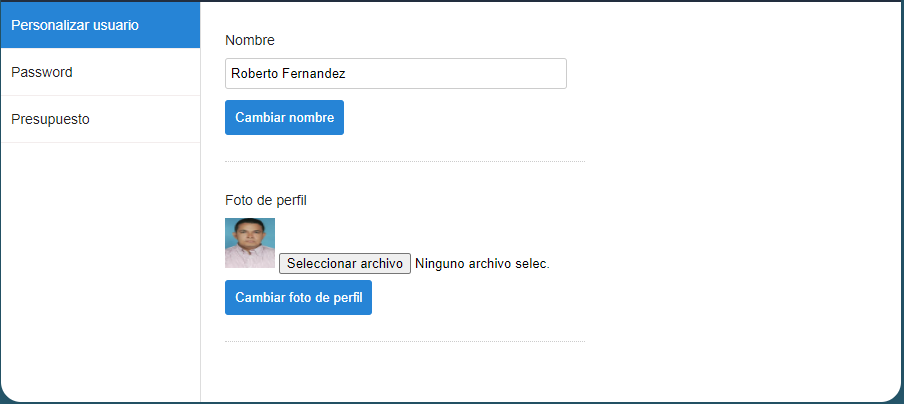 Personalizar usuario
Password
Presupuesto
Nombre
Roberto Fernandez
Cambiar nombre
Foto de perfil
Seleccionar archivo Ninguno archivo selec.
Cambiar foto de perfil